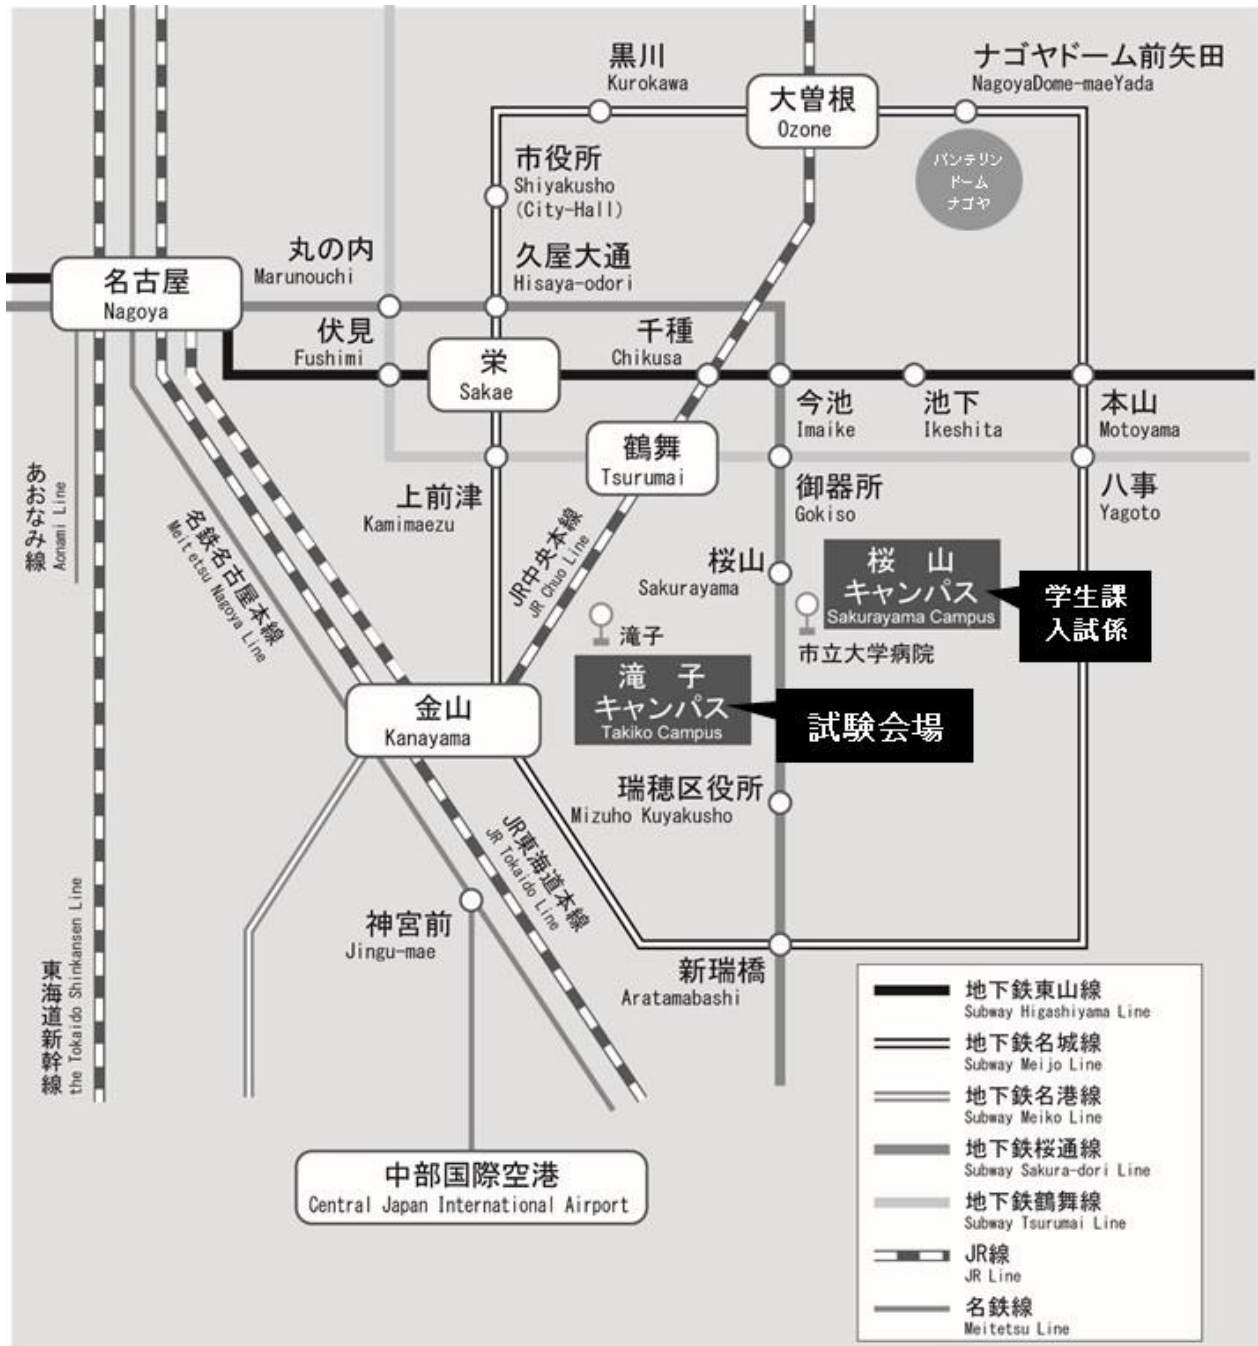 黒川
Kurokawa
大曽根
Ozone
ナゴヤドーム前矢田
NagoyaDome-maeYada
バンテリン
ドーム
ナゴヤ
市役所
Shiyakusho
(City-Hall)
丸の内
Marunouchi
久屋大通
Hisaya-odori
名古屋
Nagoya
伏見
Fushimi
栄
Sakae
千種
Chikusa
今池
Imaike
池下
Ikeshita
本山
Motoyama
鶴舞
Tsurumai
上前津
Kamimaezu
御器所
Gokiso
八事
Yagoto
あおなみ線
Aonami Line
名鉄名古屋本線
Meitetsu Nagoya Line
JR中央本線
JR Chuo Line
桜山
Sakurayama
桜 山
キャンパス
Sakurayama Campus
学生課
入試係
滝子
市立大学病院
滝 子
キャンパス
Takiko Campus
試験会場
金山
Kanayama
瑞穂区役所
Mizuho Kuyakusho
JR東海道本線
JR Tokaido Line
神宮前
Jingu-mae
新瑞橋
Aratamabashi
東海道新幹線
the Tokaido Shinkansen Line
中部国際空港
Central Japan International Airport
地下鉄東山線
Subway Higashiyama Line
地下鉄名城線
Subway Meijo Line
地下鉄名港線
Subway Meiko Line
地下鉄桜通線
Subway Sakura-dori Line
地下鉄鶴舞線
Subway Tsurumai Line
JR線
JR Line
名鉄線
Meitetsu Line